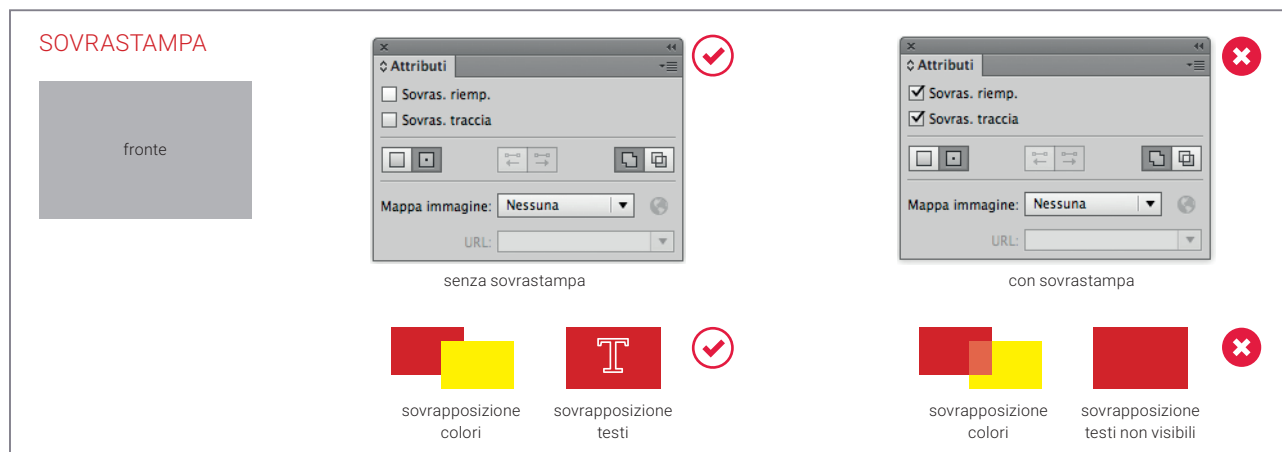 SOVRASTAMPA
fronte
Attributi
Sovras. riemp.
Sovras. traccia
Mappa immagine: Nessuna
URL:
senza sovrastampa
sovrapposizione
colori
T
sovrapposizione
testi
Attributi
Sovras. riemp.
Sovras. traccia
Mappa immagine: Nessuna
URL:
con sovrastampa
sovrapposizione
colori
sovrapposizione
testi non visibili